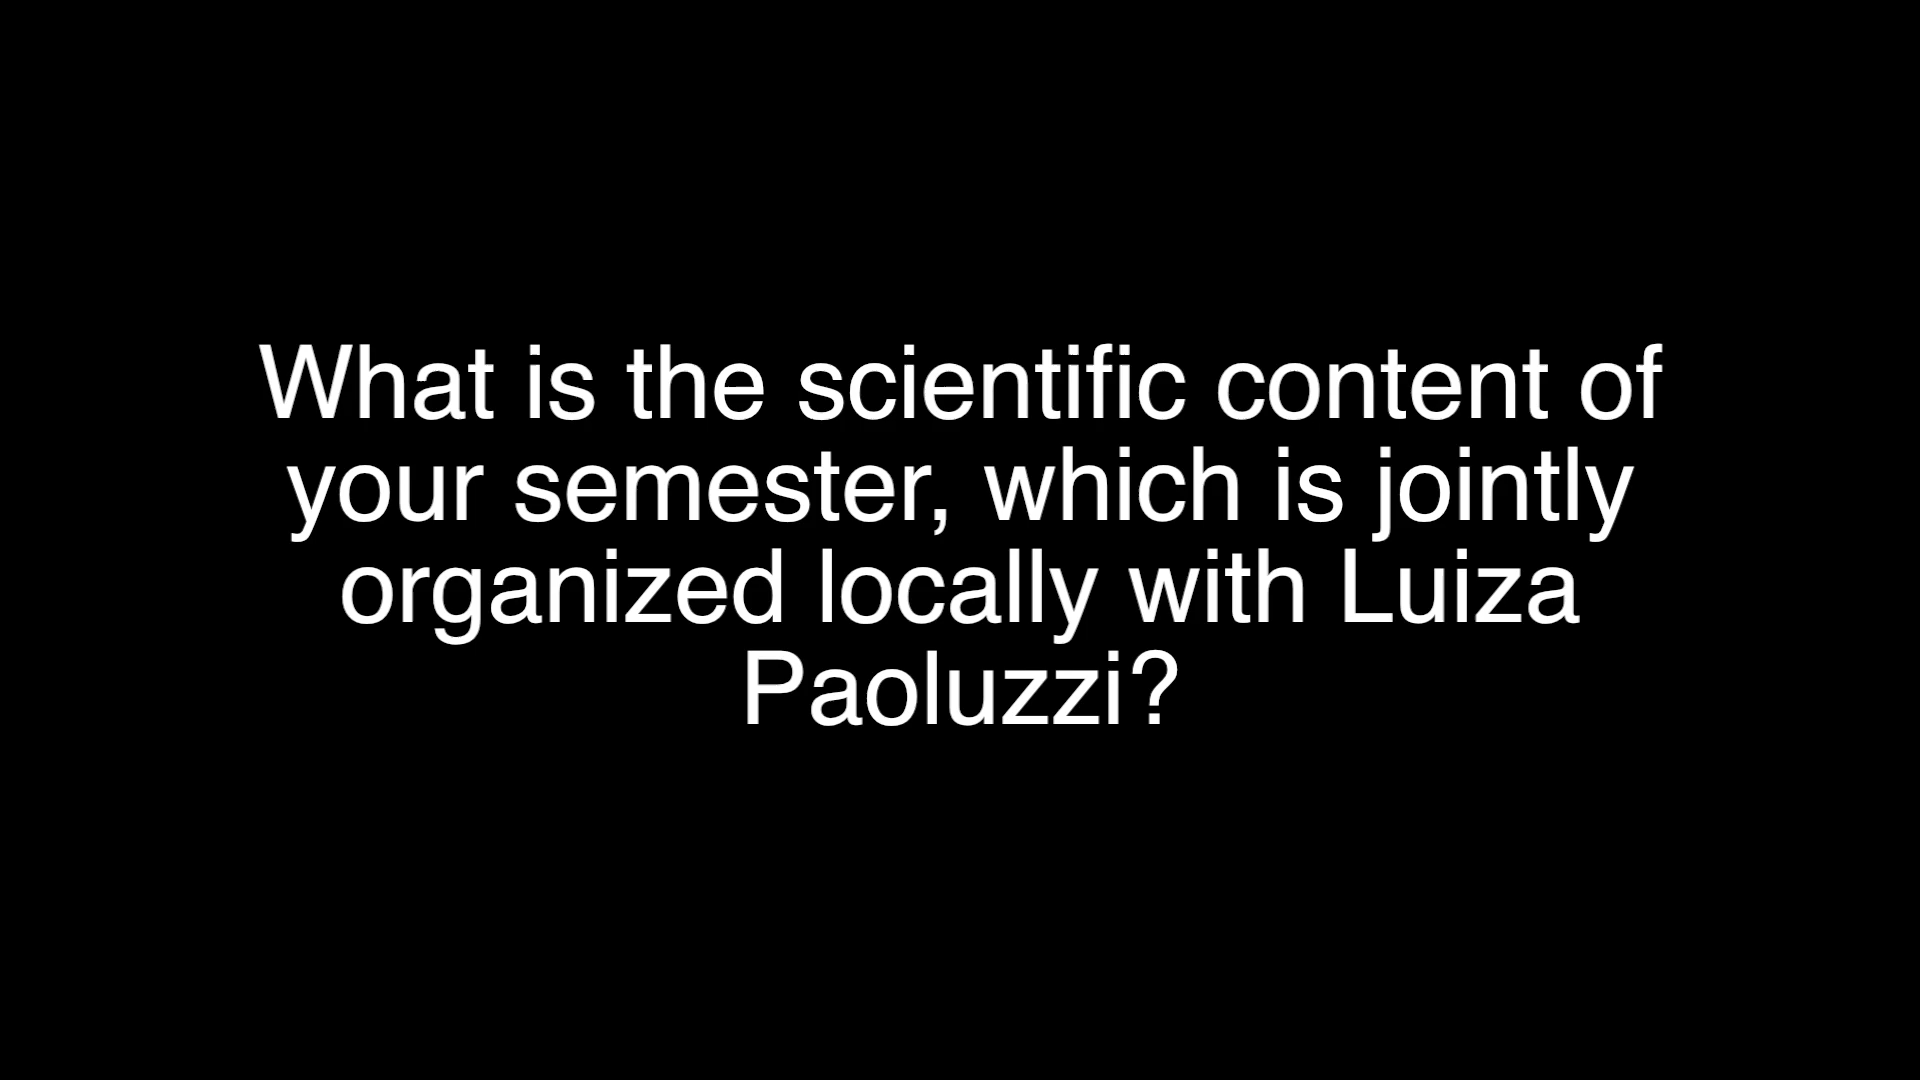 What is the scientific content of
your semester, which is jointly
organized locally with Luiza
Paoluzzi?